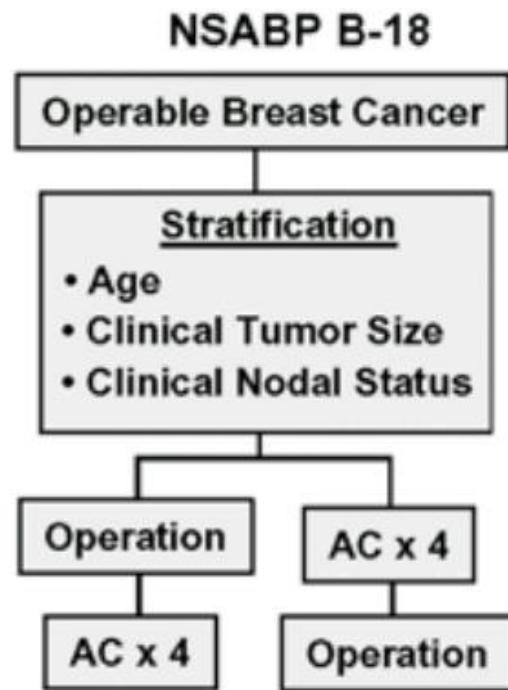 NSABP B-18
Operable Breast Cancer
Stratification
• Age
• Clinical Tumor Size
• Clinical Nodal Status
Operation
AC x 4
AC x 4
Operation